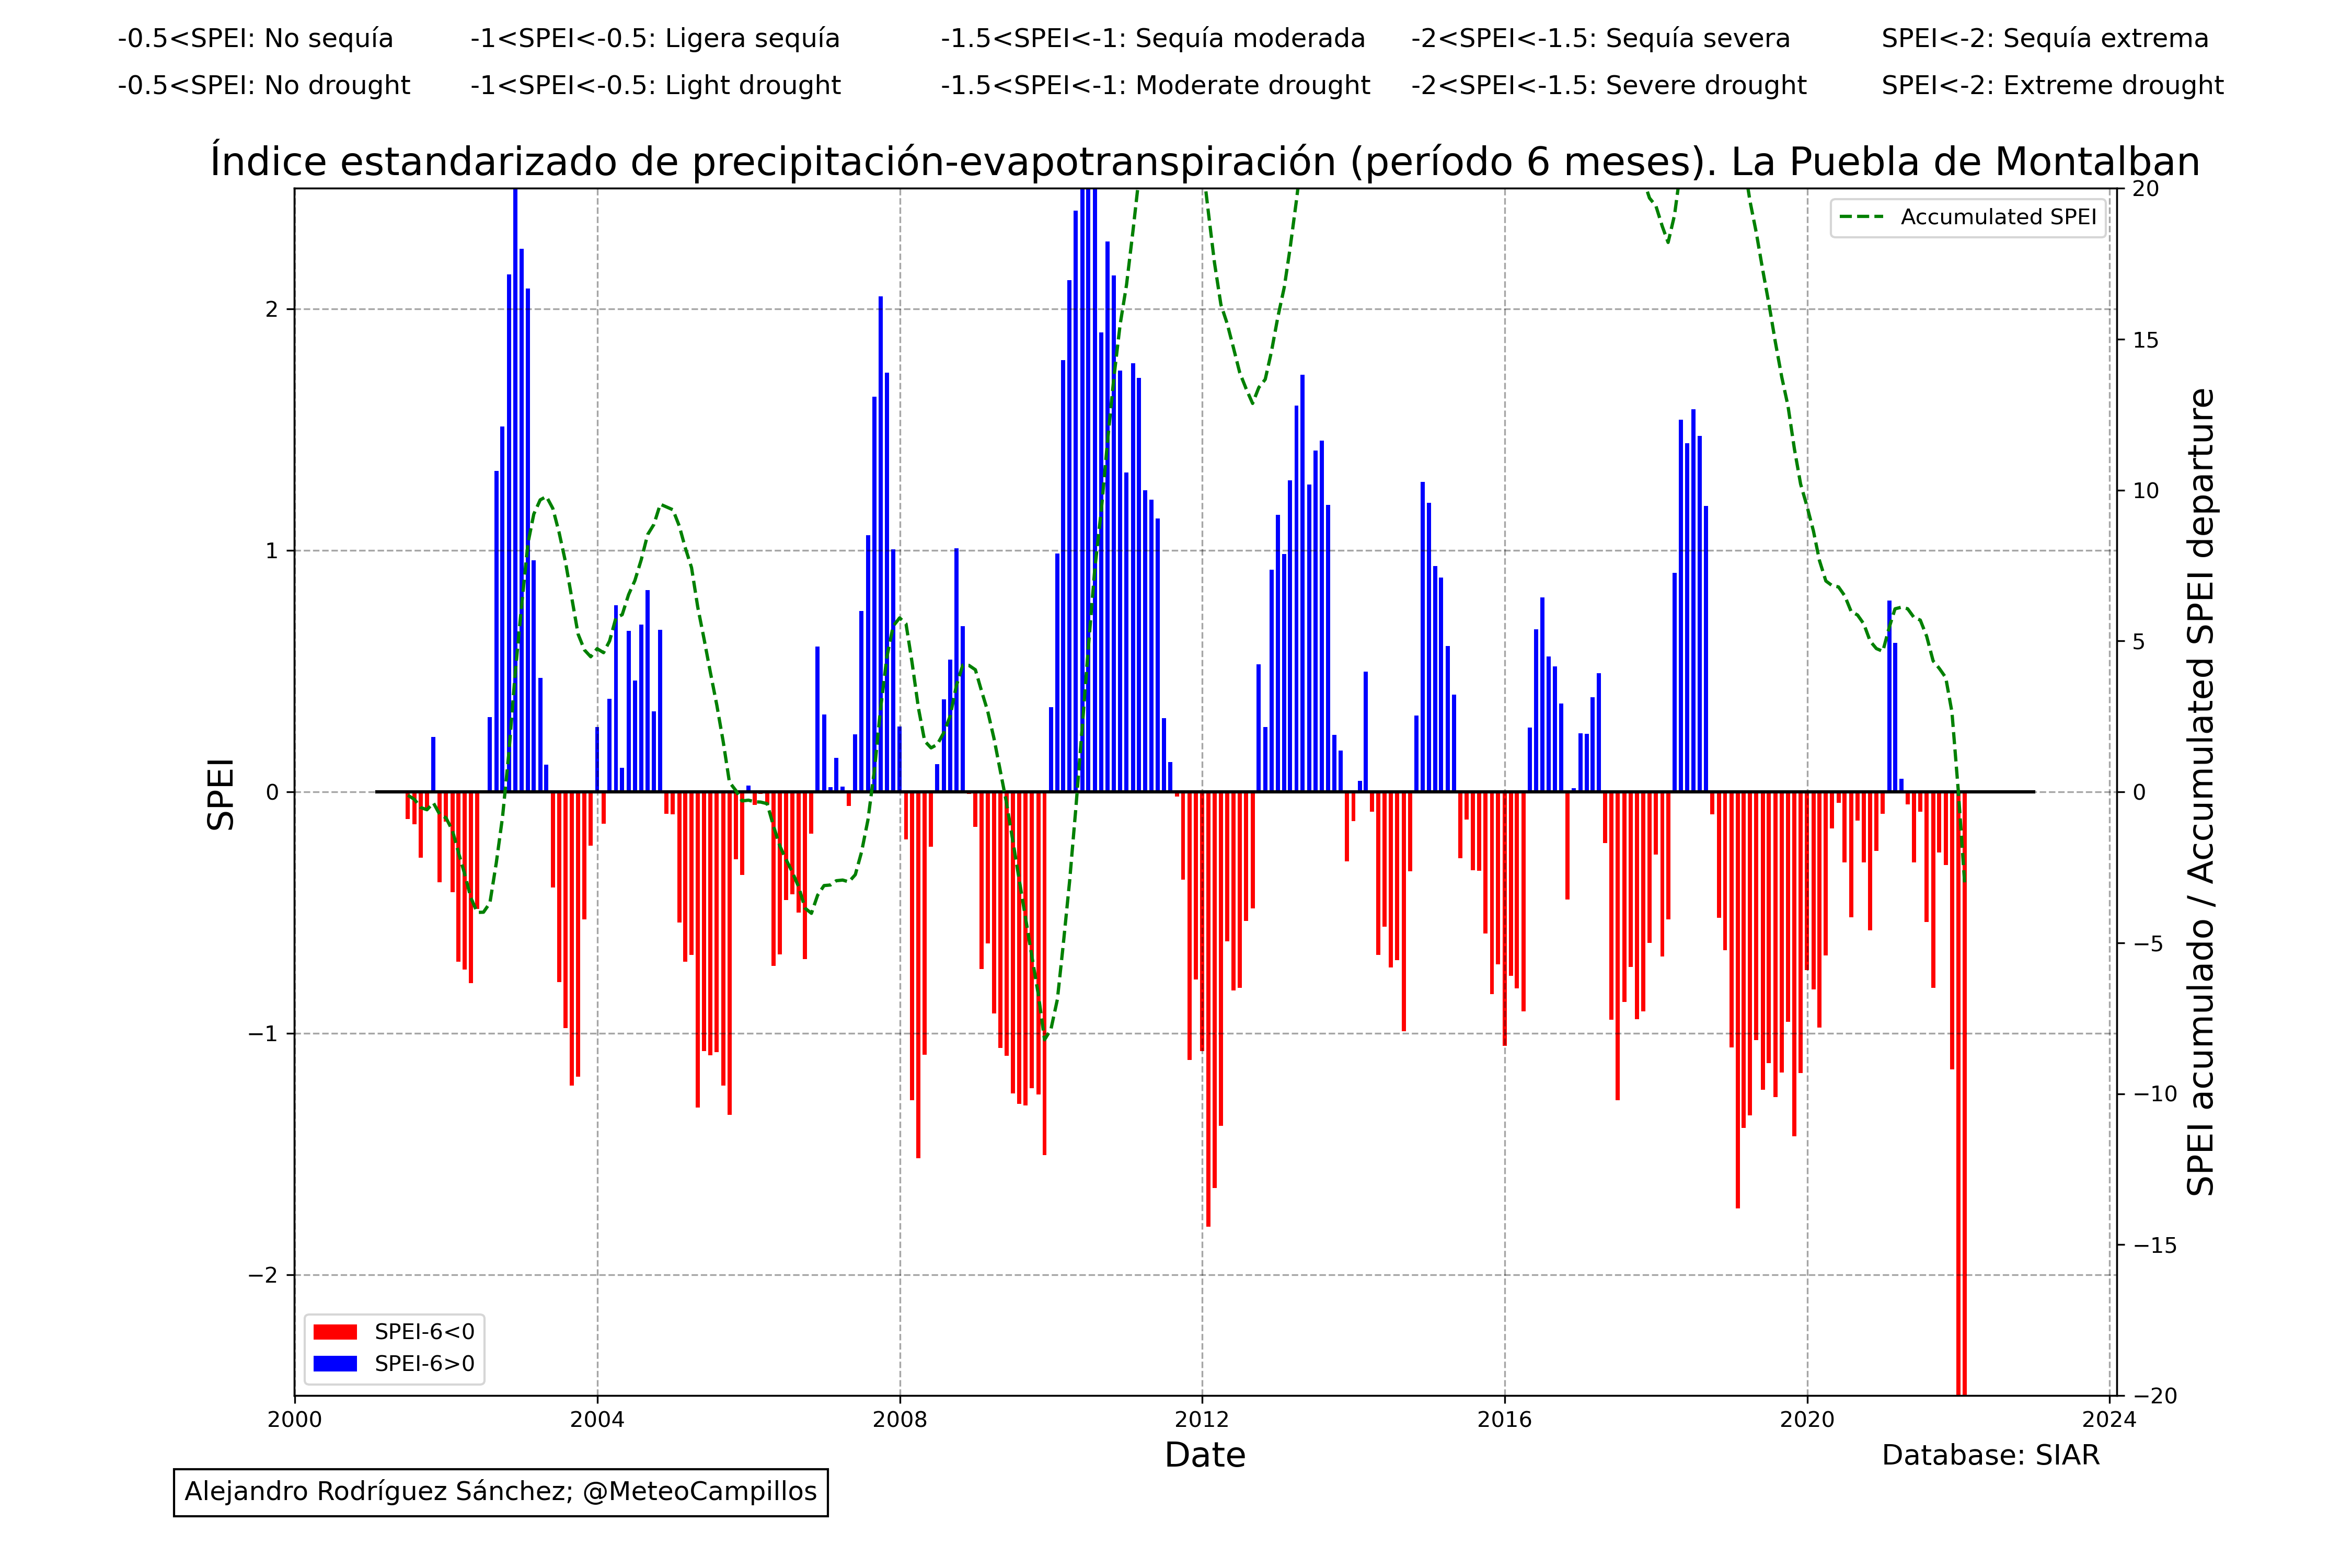 -0.5<SPEI: No sequía -1<SPEI<-0.5: Ligera sequía -1.5<SPEI<-1: Sequía moderada -2<SPEI<-1.5: Sequía severa SPEI<-2: Sequía extrema
-0.5<SPEI: No drought -1<SPEI<-0.5: Light drought -1.5<SPEI<-1: Moderate drought -2<SPEI<-1.5: Severe drought SPEI<-2: Extreme drought
Índice estandarizado de precipitación-evapotranspiración (período 6 meses). La Puebla de Montalban
Accumulated SPEI
SPEI
2
1
0
−1
−2
20
15
10
5
0
−5
−10
−15
−20
SPEI acumulado / Accumulated SPEI departure
SPEI-6<0
SPEI-6>0
2000 2004 2008 2012 2016 2020 2024
Date
Database: SIAR
Alejandro Rodríguez Sánchez; @MeteoCampillos